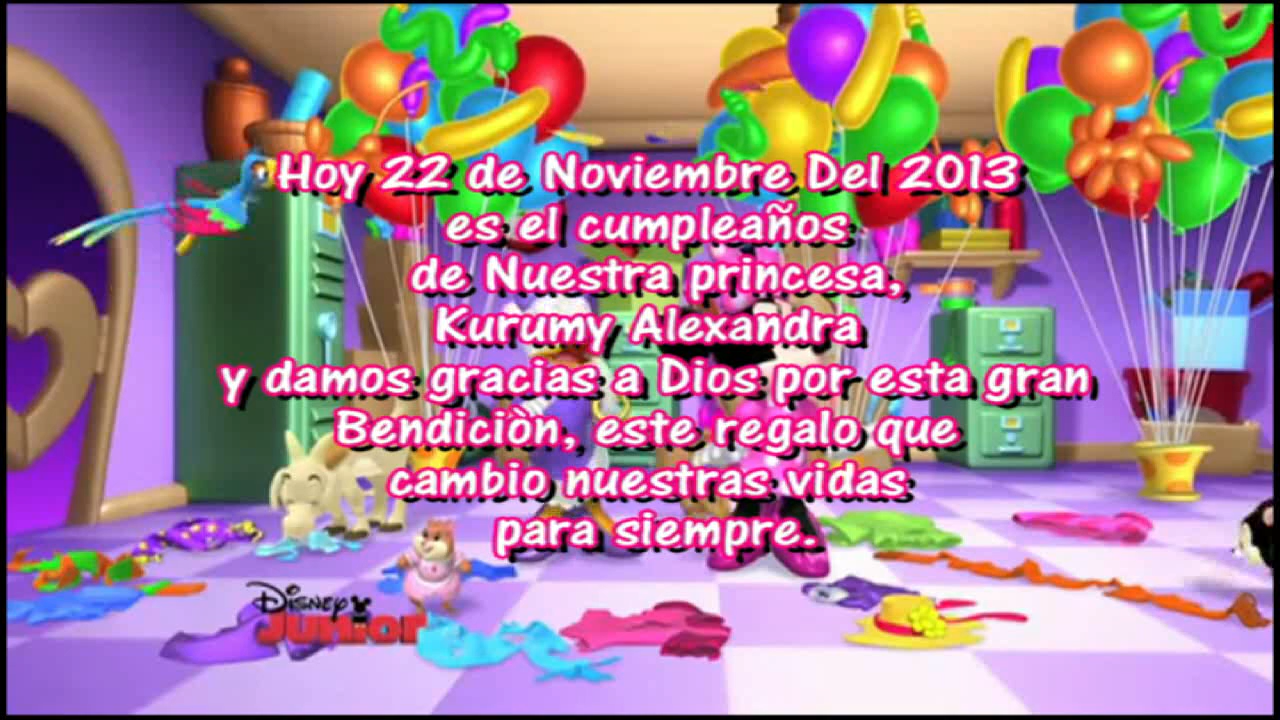 Hoy 22 de Noviembre Del 2013
es el cumpleaños
de Nuestra princesa,
Kurumy Alexandra
y damos gracias a Dios por esta gran
Bendiciòn, este regalo que
cambio nuestras vidas
para siempre.
Disney
Junior